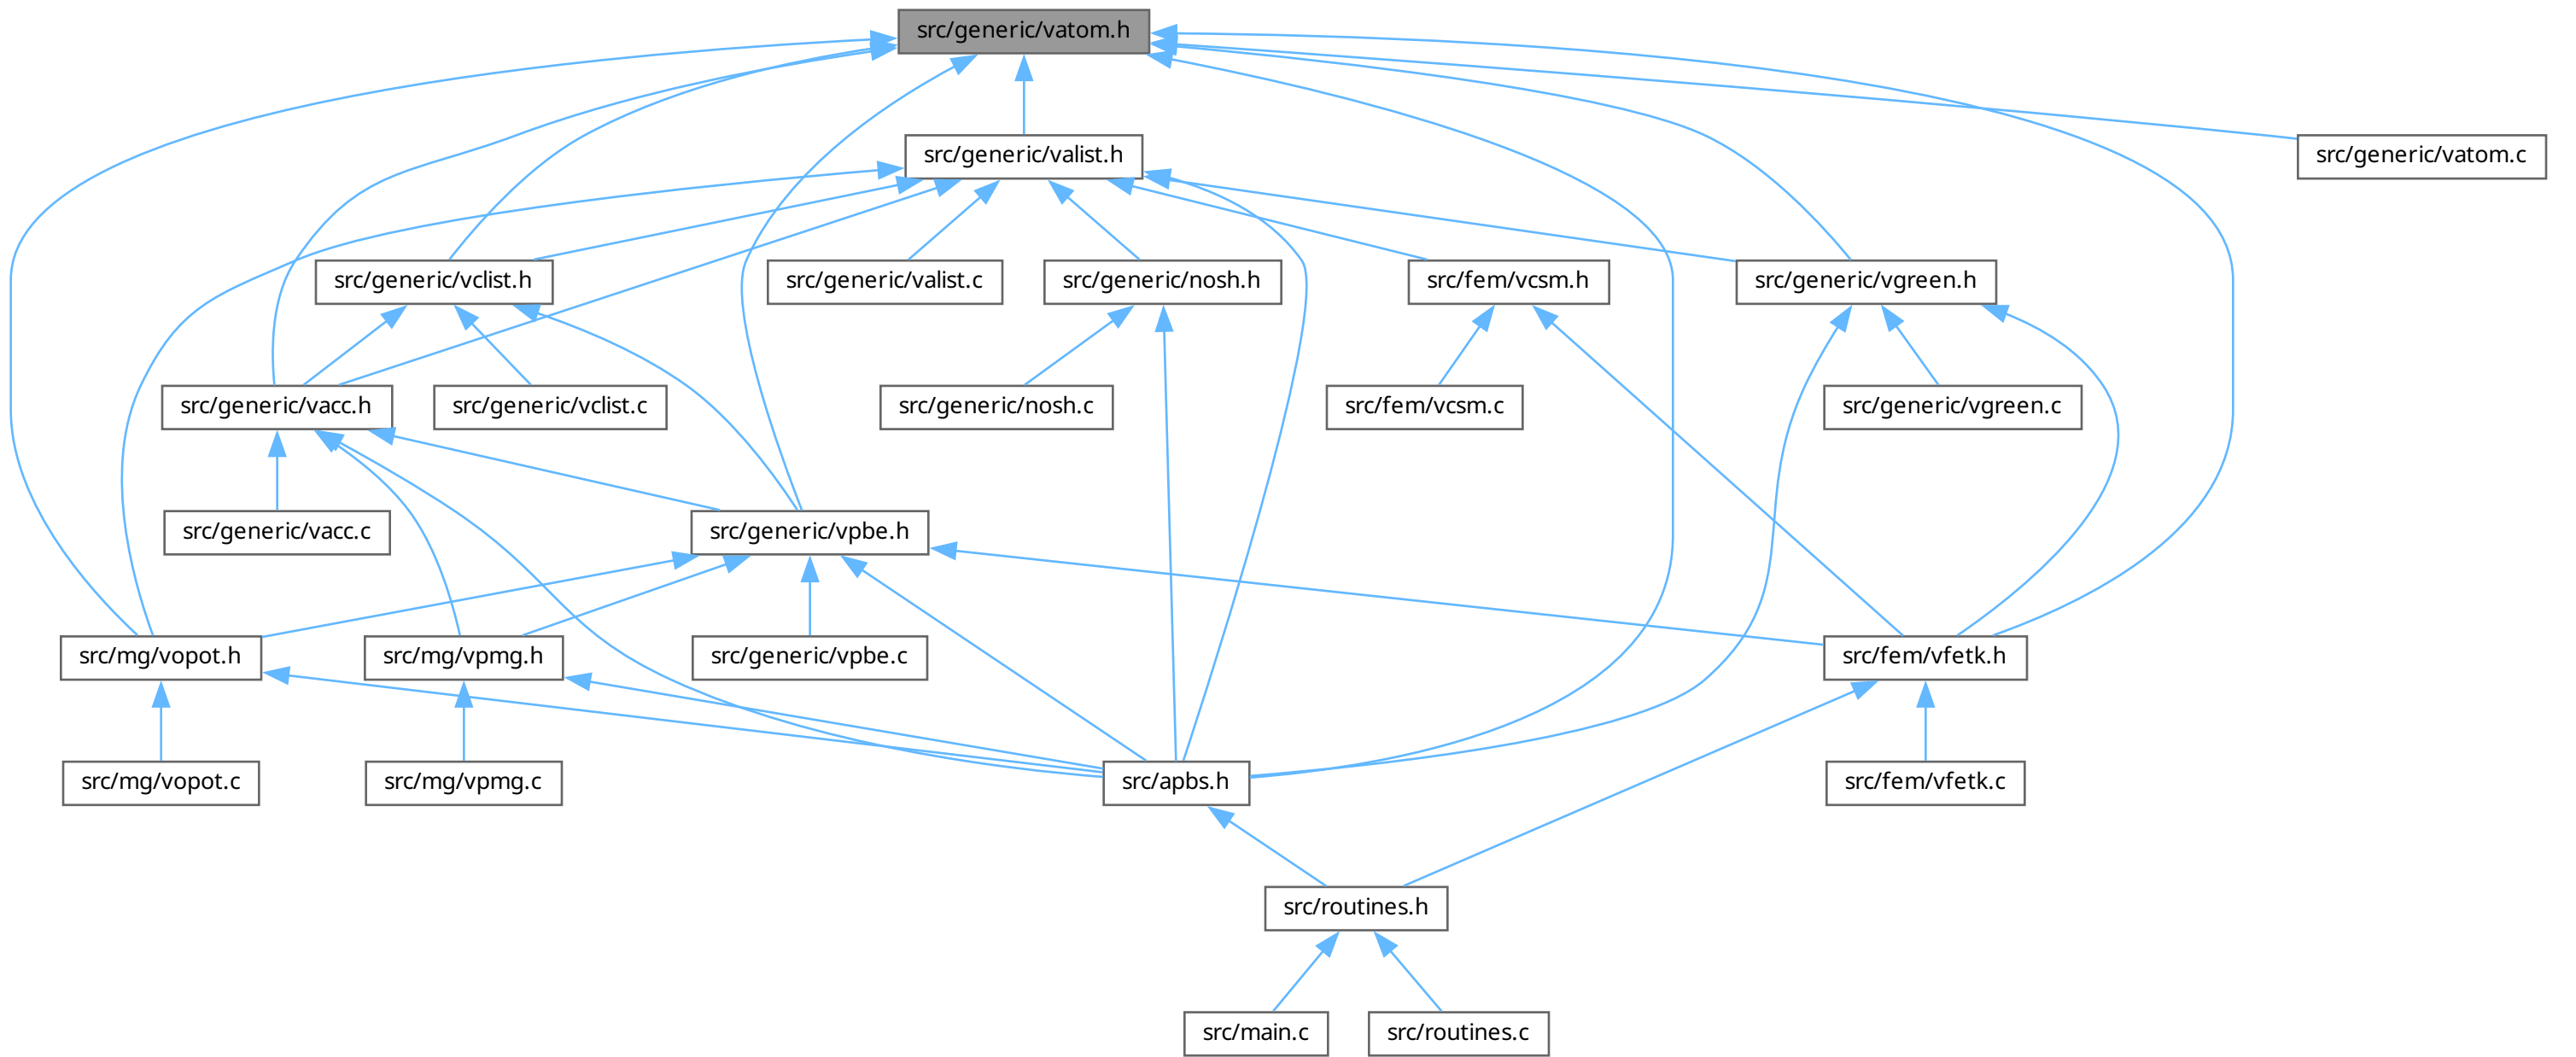 src/generic/vatom.h
src/generic/valist.h
src/generic/vatom.c
src/generic/vclist.h
src/generic/valist.c
src/generic/nosh.h
src/fem/vcsm.h
src/generic/vgreen.h
src/generic/vacc.h
src/generic/vclist.c
src/generic/nosh.c
src/fem/vcsm.c
src/generic/vgreen.c
src/generic/vacc.c
src/generic/vpbe.h
src/mg/vopot.h
src/mg/vpmg.h
src/generic/vpbe.c
src/fem/vfetk.h
src/mg/vopot.c
src/mg/vpmg.c
src/apbs.h
src/fem/vfetk.c
src/routines.h
src/main.c
src/routines.c